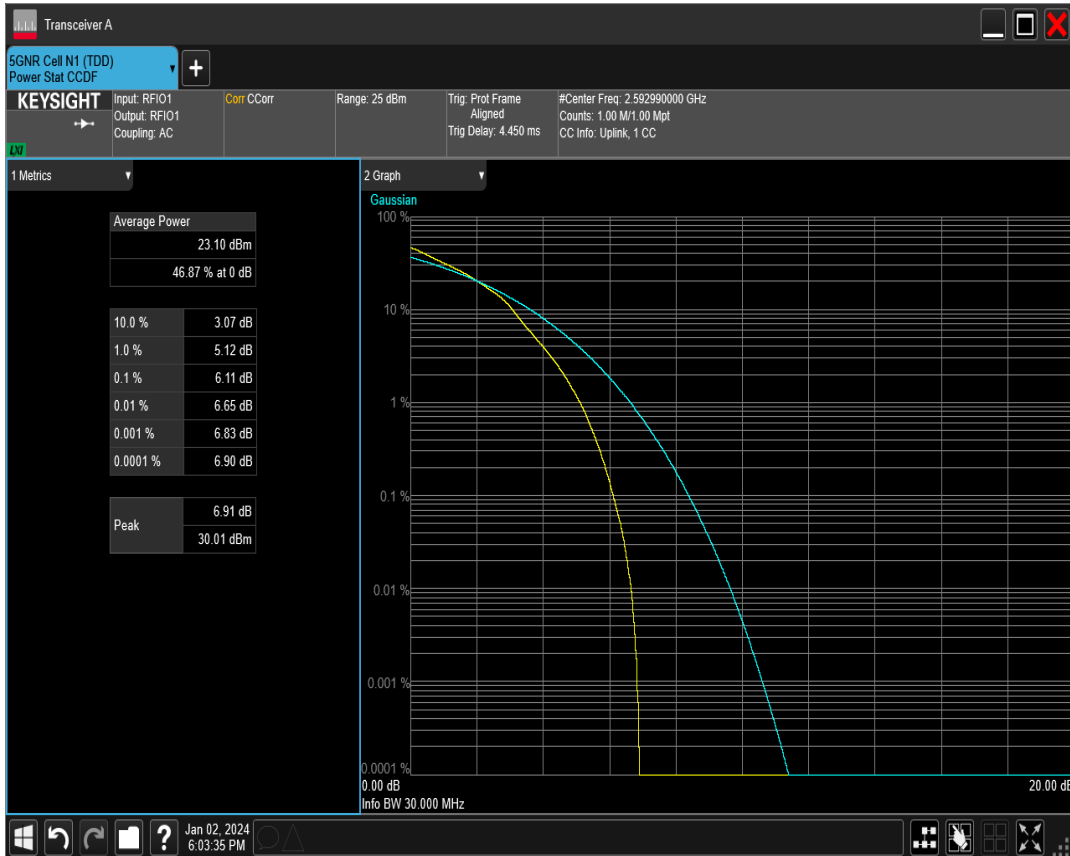 Transceiver A
5GNR Cell N1 (TDD)
Power Stat CCDF
+
KEYSIGHT
LXI
Input: RFIO1
Output: RFIO1
Coupling: AC
Corr CCorr
Range: 25 dBm
Trig: Prot Frame
Aligned
Trig Delay: 4.450 ms
#Center Freq: 2.592990000 GHz
Counts: 1.00 M/1.00 Mpt
CC Info: Uplink, 1 CC
1 Metrics
Average Power
23.10 dBm
46.87 % at 0 dB
10.0 % 3.07 dB
1.0 % 5.12 dB
0.1 % 6.11 dB
0.01 % 6.65 dB
0.001 % 6.83 dB
0.0001 % 6.90 dB
Peak
6.91 dB
30.01 dBm
2 Graph
Gaussian
100 %
10 %
1 %
0.1 %
0.01 %
0.001 %
0.0001 %
0.00 dB 20.00 dB
Info BW 30.000 MHz
?
Jan 02, 2024
6:03:35 PM